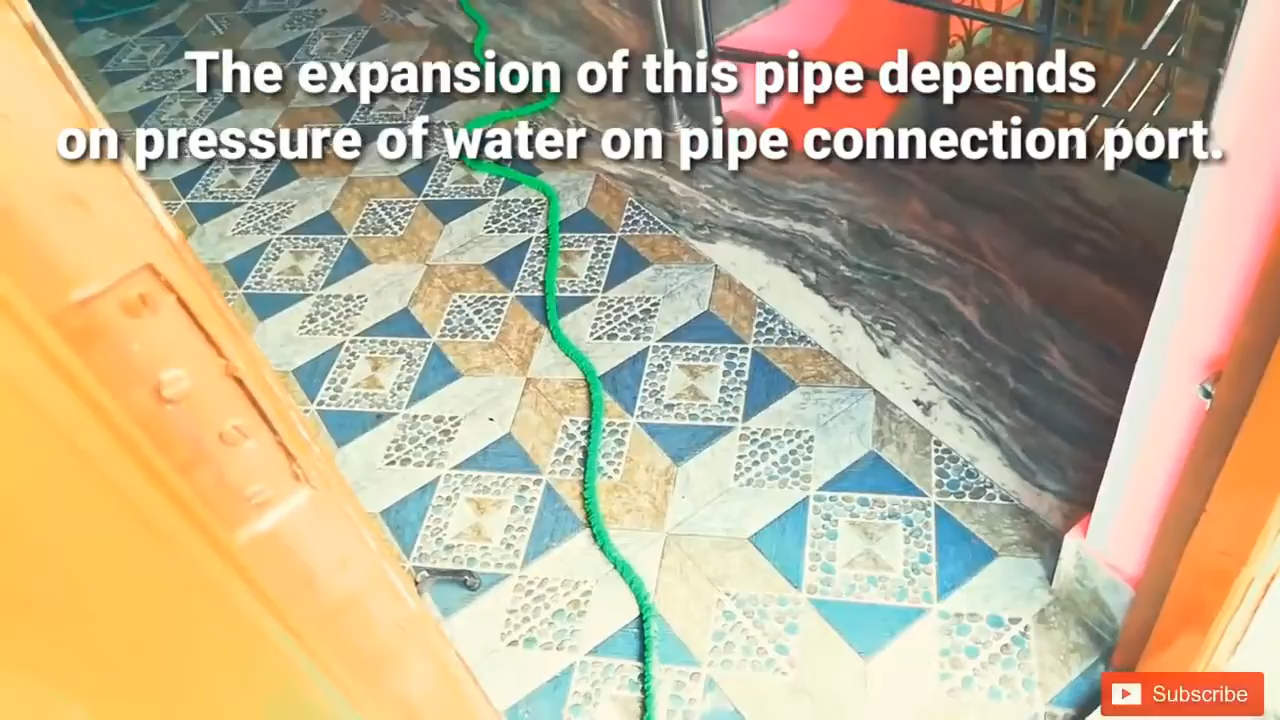 The expansion of this pipe depends
on pressure of water on pipe connection port.
Subscribe